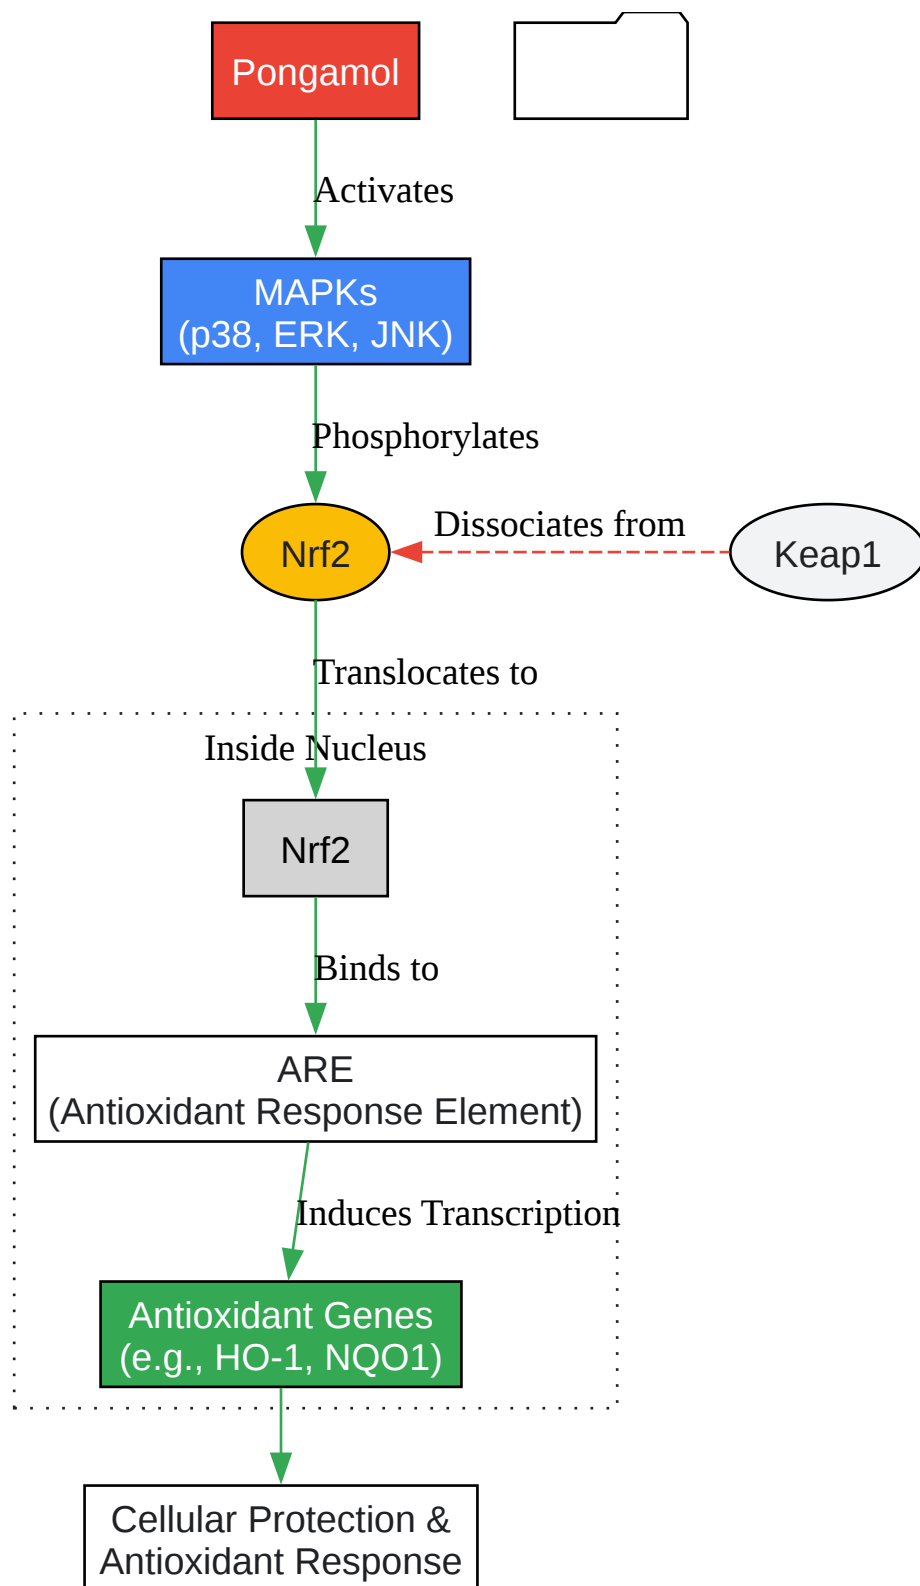 Pongamol
Activates
MAPKs
(p38, ERK, JNK)
Phosphorylates
Dissociates from
Nrf2
Keap1
Translocates to
Inside Nucleus
Nrf2
Binds to
ARE
(Antioxidant Response Element)
Induces Transcription
Antioxidant Genes
(e.g., HO-1, NQO1)
Cellular Protection &
Antioxidant Response